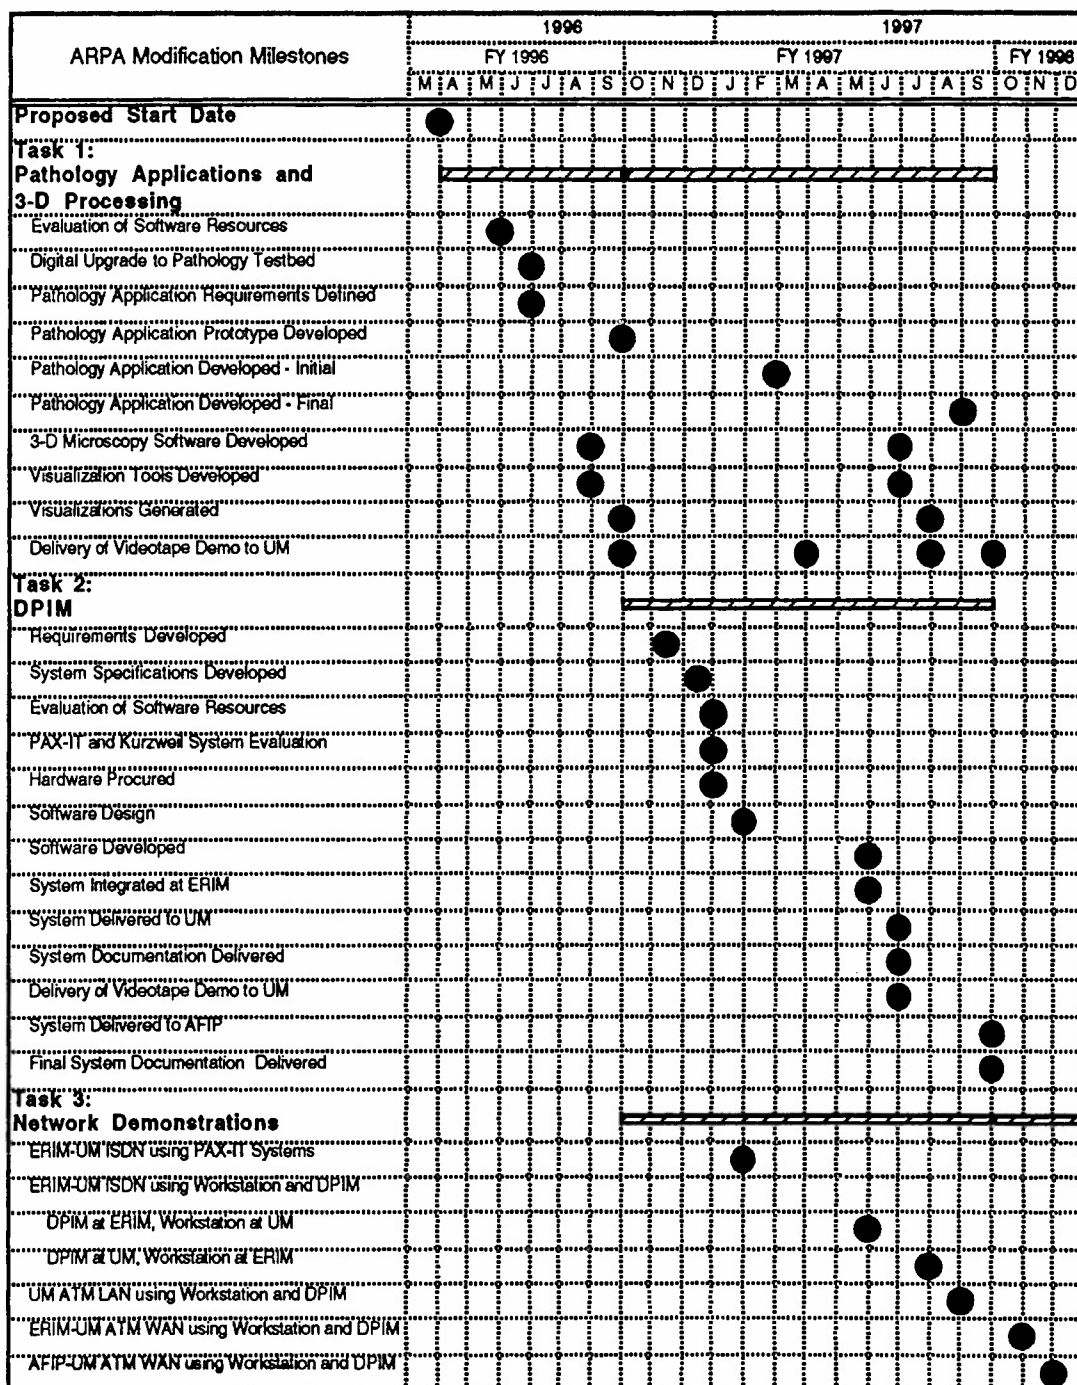 1996 1997
ARPA Modification Milestones
FY 1996 FY 1997 FY 1998
M A M J J A S O N D J F M A M J J A S O N D
Proposed Start Date
Task 1:
Pathology Applications and
3-D Processing
Evaluation of Software Resources
Digital Upgrade to Pathology Testbed
Pathology Application Requirements Defined
Pathology Application Prototype Developed
Pathology Application Developed - Initial
Pathology Application Developed - Final
3-D Microscopy Software Developed
Visualization Tools Developed
Visualizations Generated
Delivery of Videotape Demo to UM
Task 2:
DPIM
Requirements Developed
System Specifications Developed
Evaluation of Software Resources
PAX-IT and Kurzweil System Evaluation
Hardware Procured
Software Design
Software Developed
System Integrated at ERIM
System Delivered to UM
System Documentation Delivered
Delivery of Videotape Demo to UM
System Delivered to AFIP
Final System Documentation Delivered
Task 3:
Network Demonstrations
ERIM-UM ISDN using PAX-IT Systems
ERIM-UM ISDN using Workstation and DPIM
DPIM at ERIM, Workstation at UM
DPIM at UM, Workstation at ERIM
UM ATM LAN using Workstation and DPIM
ERIM-UM ATM WAN using Workstation and DPIM
AFIP-UM ATM WAN using Workstation and DPIM